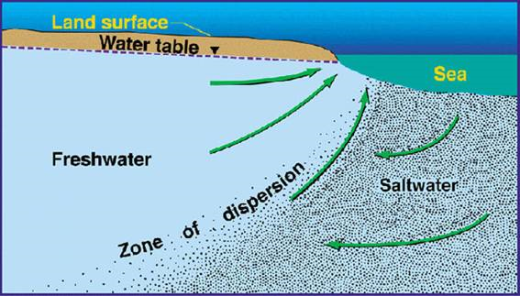 Land surface
Water table
Sea
Freshwater
Saltwater
Zone of dispersion